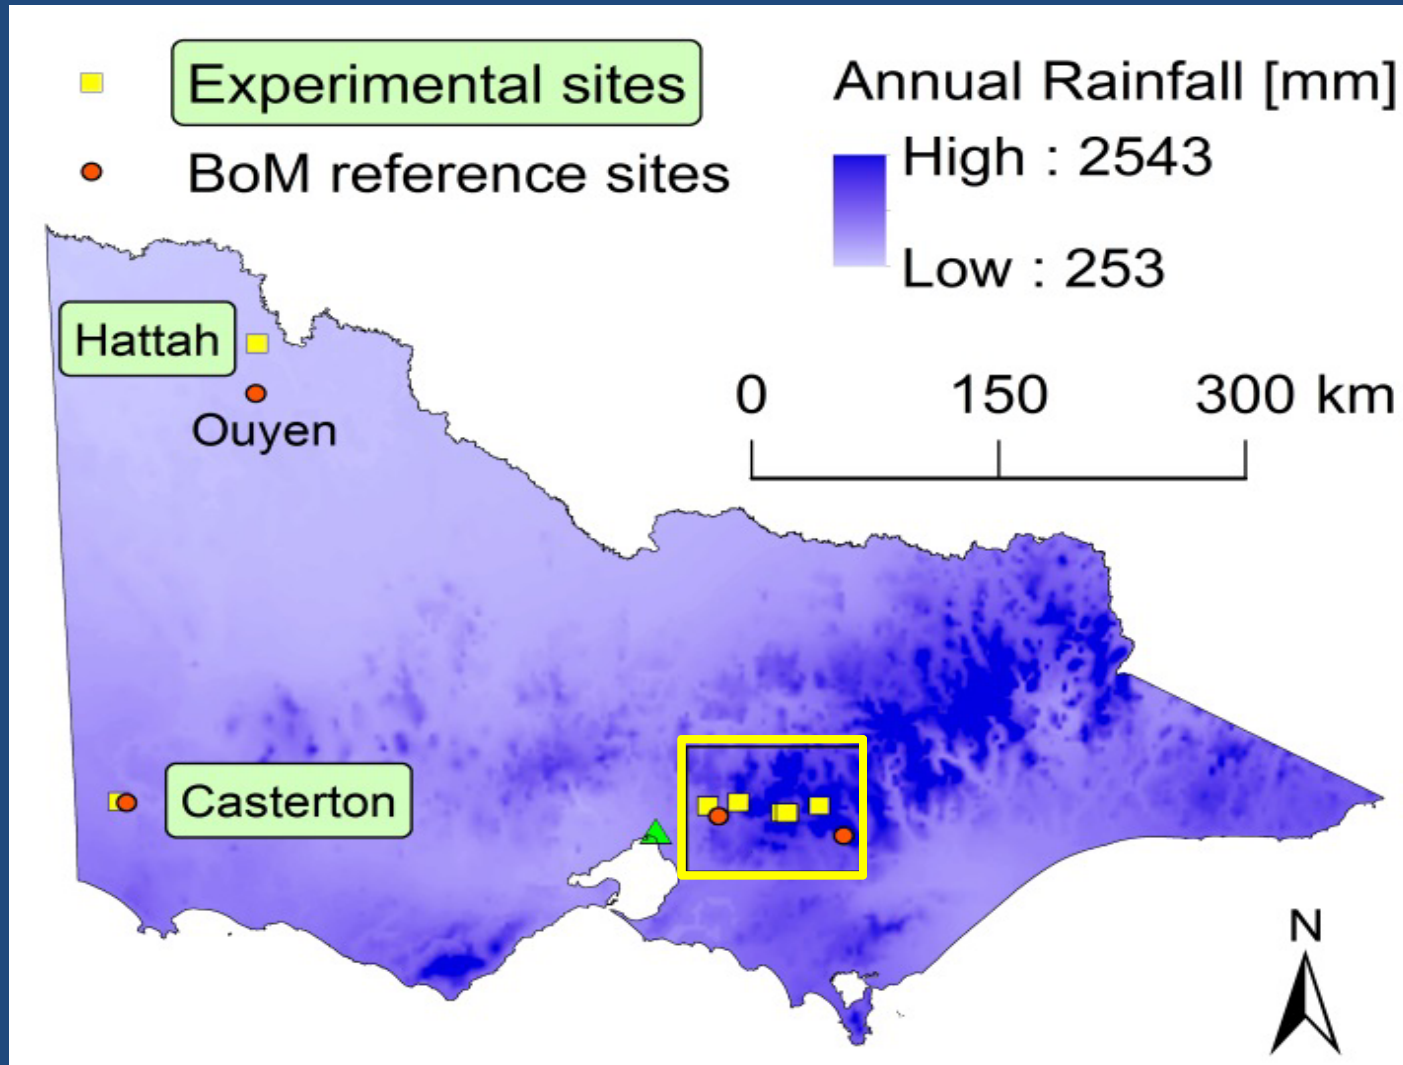 Experimental sites
BoM reference sites
Annual Rainfall [mm]
High : 2543
Low : 253
Hattah
Ouyen
0 150 300 km
Casterton
N